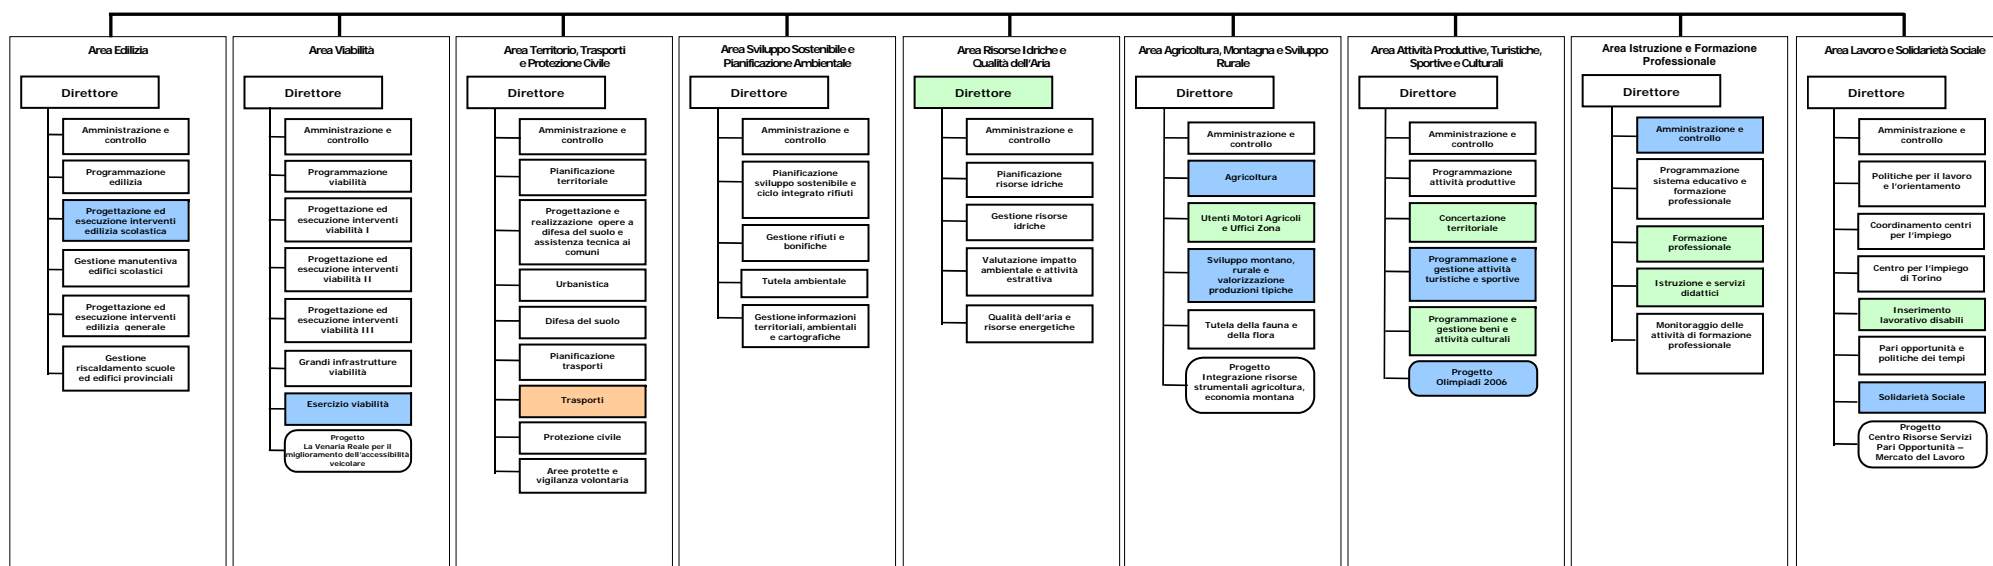 Area Edilizia
Direttore
Amministrazione e
controllo
Programmazione
edilizia
Progettazione ed
esecuzione interventi
edilizia scolastica
Gestione manutentiva
edifici scolastici
Progettazione ed
esecuzione interventi
edilizia generale
Gestione
riscaldamento scuole
ed edifici provinciali
Area Viabilità
Direttore
Amministrazione e
controllo
Programmazione
viabilità
Progettazione ed
esecuzione interventi
viabilità I
Progettazione ed
esecuzione interventi
viabilità II
Progettazione ed
esecuzione interventi
viabilità III
Grandi infrastrutture
viabilità
Esercizio viabilità
Progetto
La Venaria Reale per il
miglioramento dell'accessibilità
veicolare
Area Territorio, Trasporti
e Protezione Civile
Direttore
Amministrazione e
controllo
Pianificazione
territoriale
Progettazione e
realizzazione opere a
difesa del suolo e
assistenza tecnica ai
comuni
Urbanistica
Difesa del suolo
Pianificazione
trasporti
Trasporti
Protezione civile
Aree protette e
vigilanza volontaria
Area Sviluppo Sostenibile e
Pianificazione Ambientale
Direttore
Amministrazione e
controllo
Pianificazione
sviluppo sostenibile e
ciclo integrato rifiuti
Gestione rifiuti e
bonifiche
Tutela ambientale
Gestione informazioni
territoriali, ambientali
e cartografiche
Area Risorse Idriche e
Qualità dell'Aria
Direttore
Amministrazione e
controllo
Pianificazione
risorse idriche
Gestione risorse
idriche
Valutazione impatto
ambientale e attività
estrattiva
Qualità dell'aria e
risorse energetiche
Area Agricoltura, Montagna e Sviluppo
Rurale
Direttore
Amministrazione e
controllo
Agricoltura
Utenti Motori Agricoli
e Uffici Zona
Sviluppo montano,
rurale e
valorizzazione
produzioni tipiche
Tutela della fauna e
della flora
Progetto
Integrazione risorse
strumentali agricoltura,
economia montana
Area Attività Produttive, Turistiche,
Sportive e Culturali
Direttore
Amministrazione e
controllo
Programmazione
attività produttive
Concertazione
territoriale
Programmazione e
gestione attività
turistiche e sportive
Programmazione e
gestione beni e
attività culturali
Progetto
Olimpiadi 2006
Area Istruzione e Formazione
Professionale
Direttore
Amministrazione e
controllo
Programmazione
sistema educativo e
formazione
professionale
Formazione
professionale
Istruzione e servizi
didattici
Monitoraggio delle
attività di formazione
professionale
Area Lavoro e Solidarietà Sociale
Direttore
Amministrazione e
controllo
Politiche per il lavoro
e l'orientamento
Coordinamento centri
per l'impiego
Centro per l'impiego
di Torino
Inserimento
lavorativo disabili
Pari opportunità e
politiche dei tempi
Solidarietà Sociale
Progetto
Centro Risorse Servizi
Pari Opportunità –
Mercato del Lavoro